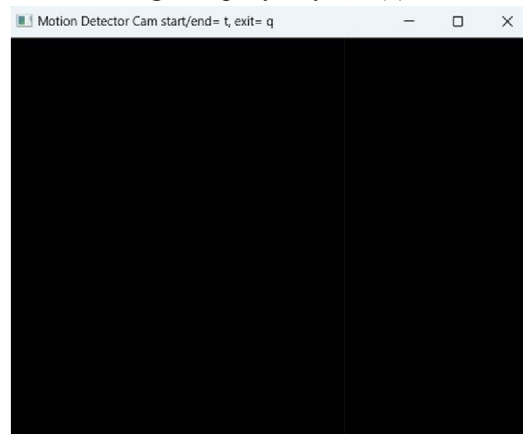 Motion Detector Cam start/end= t, exit= q